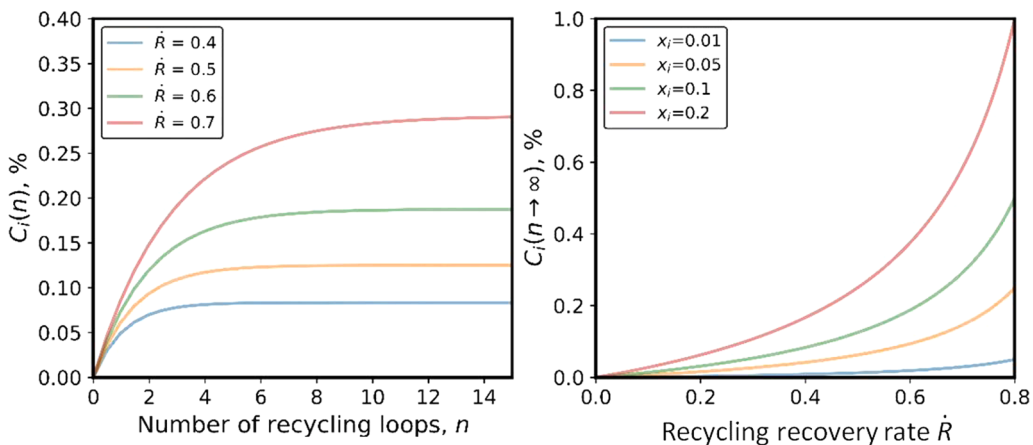 0.40
0.35
0.30
0.25
0.20
0.15
0.10
0.05
0.00
Cᵢ(n), %
Ṙ = 0.4
Ṙ = 0.5
Ṙ = 0.6
Ṙ = 0.7
0 2 4 6 8 10 12 14
Number of recycling loops, n
1.0
0.8
0.6
0.4
0.2
0.0
Cᵢ(n → ∞), %
xᵢ=0.01
xᵢ=0.05
xᵢ=0.1
xᵢ=0.2
0.0 0.2 0.4 0.6 0.8
Recycling recovery rate Ṙ